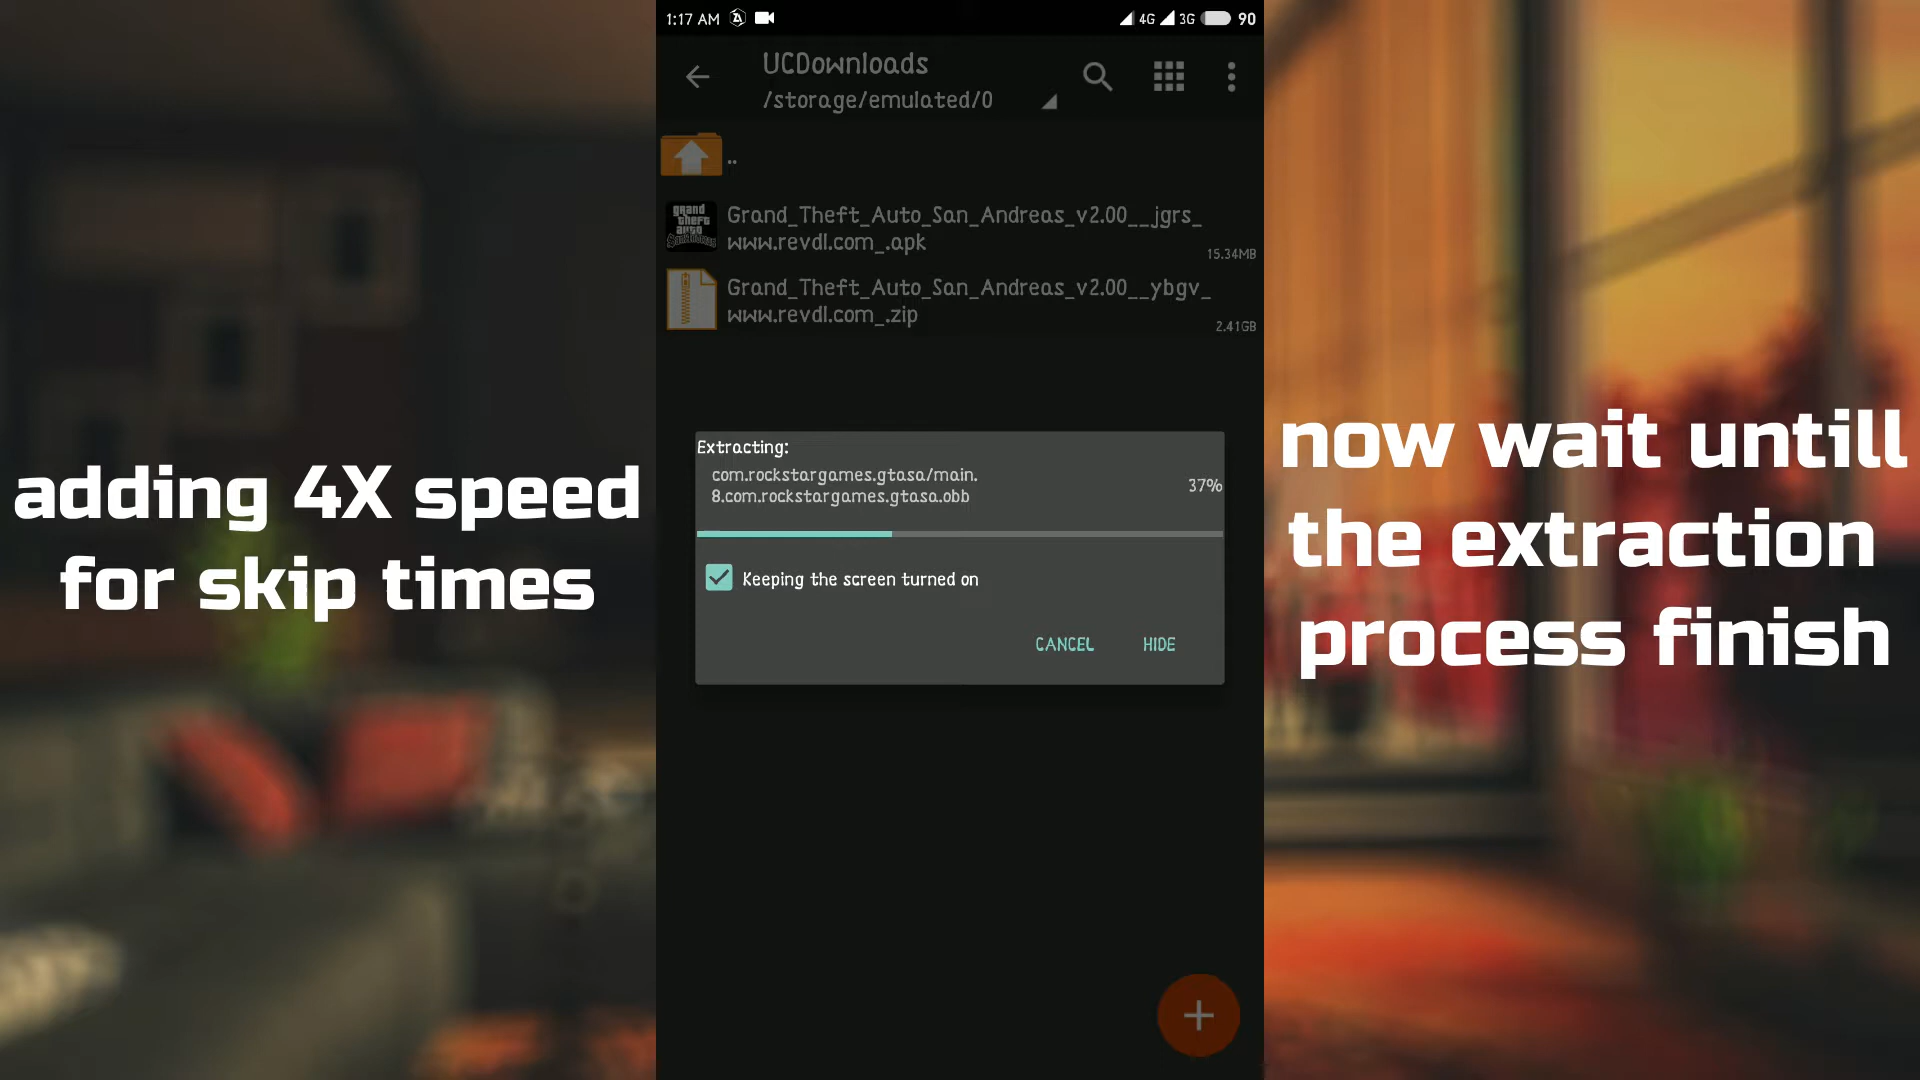 1:17 AM 4G 3G 90
UCDownloads
/storage/emulated/0
..
grand
theft
auto
Grand_Theft_Auto_San_Andreas_v2.00__jgrs_
www.revdl.com_.apk
15.34MB
Grand_Theft_Auto_San_Andreas_v2.00__ybgv_
www.revdl.com_.zip
2.41GB
Extracting:
com.rockstargames.gtasa/main.
8.com.rockstargames.gtasa.obb
37%
Keeping the screen turned on
CANCEL HIDE
adding 4X speed
for skip times
now wait untill
the extraction
process finish